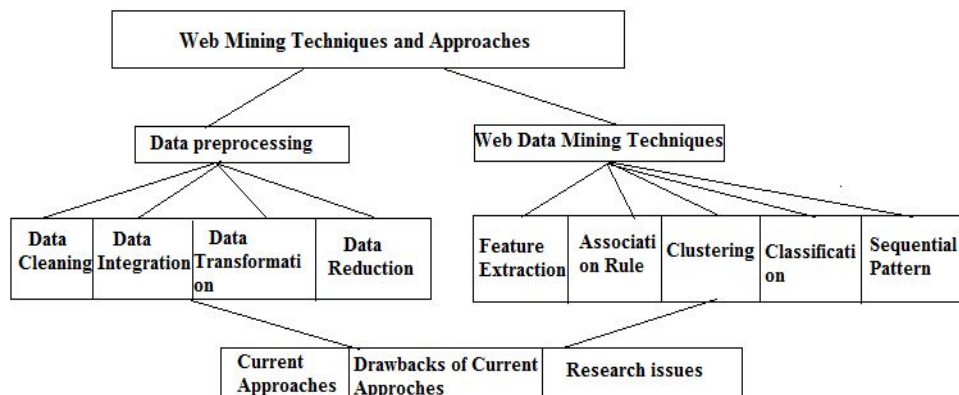 Web Mining Techniques and Approaches
Data preprocessing
Web Data Mining Techniques
Data
Cleaning
Data
Integration
Data
Transformati
on
Data
Reduction
Feature
Extraction
Associati
on Rule
Clustering
Classificati
on
Sequential
Pattern
Current
Approaches
Drawbacks of Current
Approches
Research issues